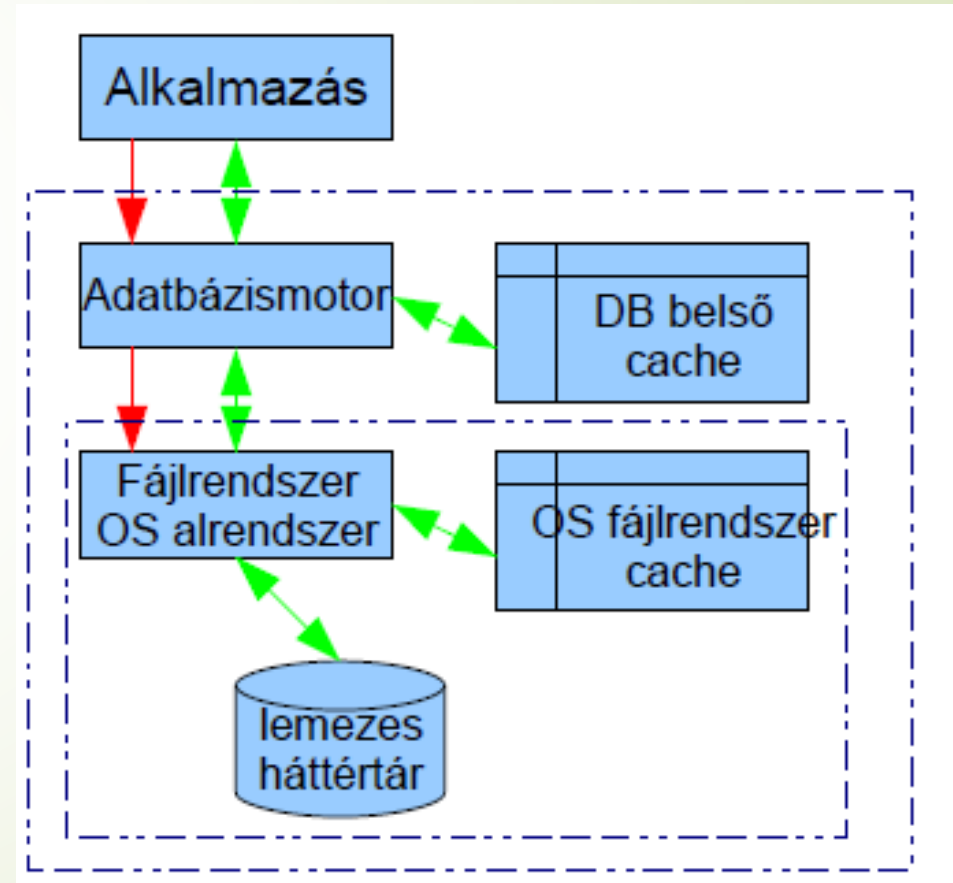 Alkalmazás
Adatbázismotor
DB belső
cache
Fájlrendszer
OS alrendszer
OS fájlrendszer
cache
lemezes
háttértár